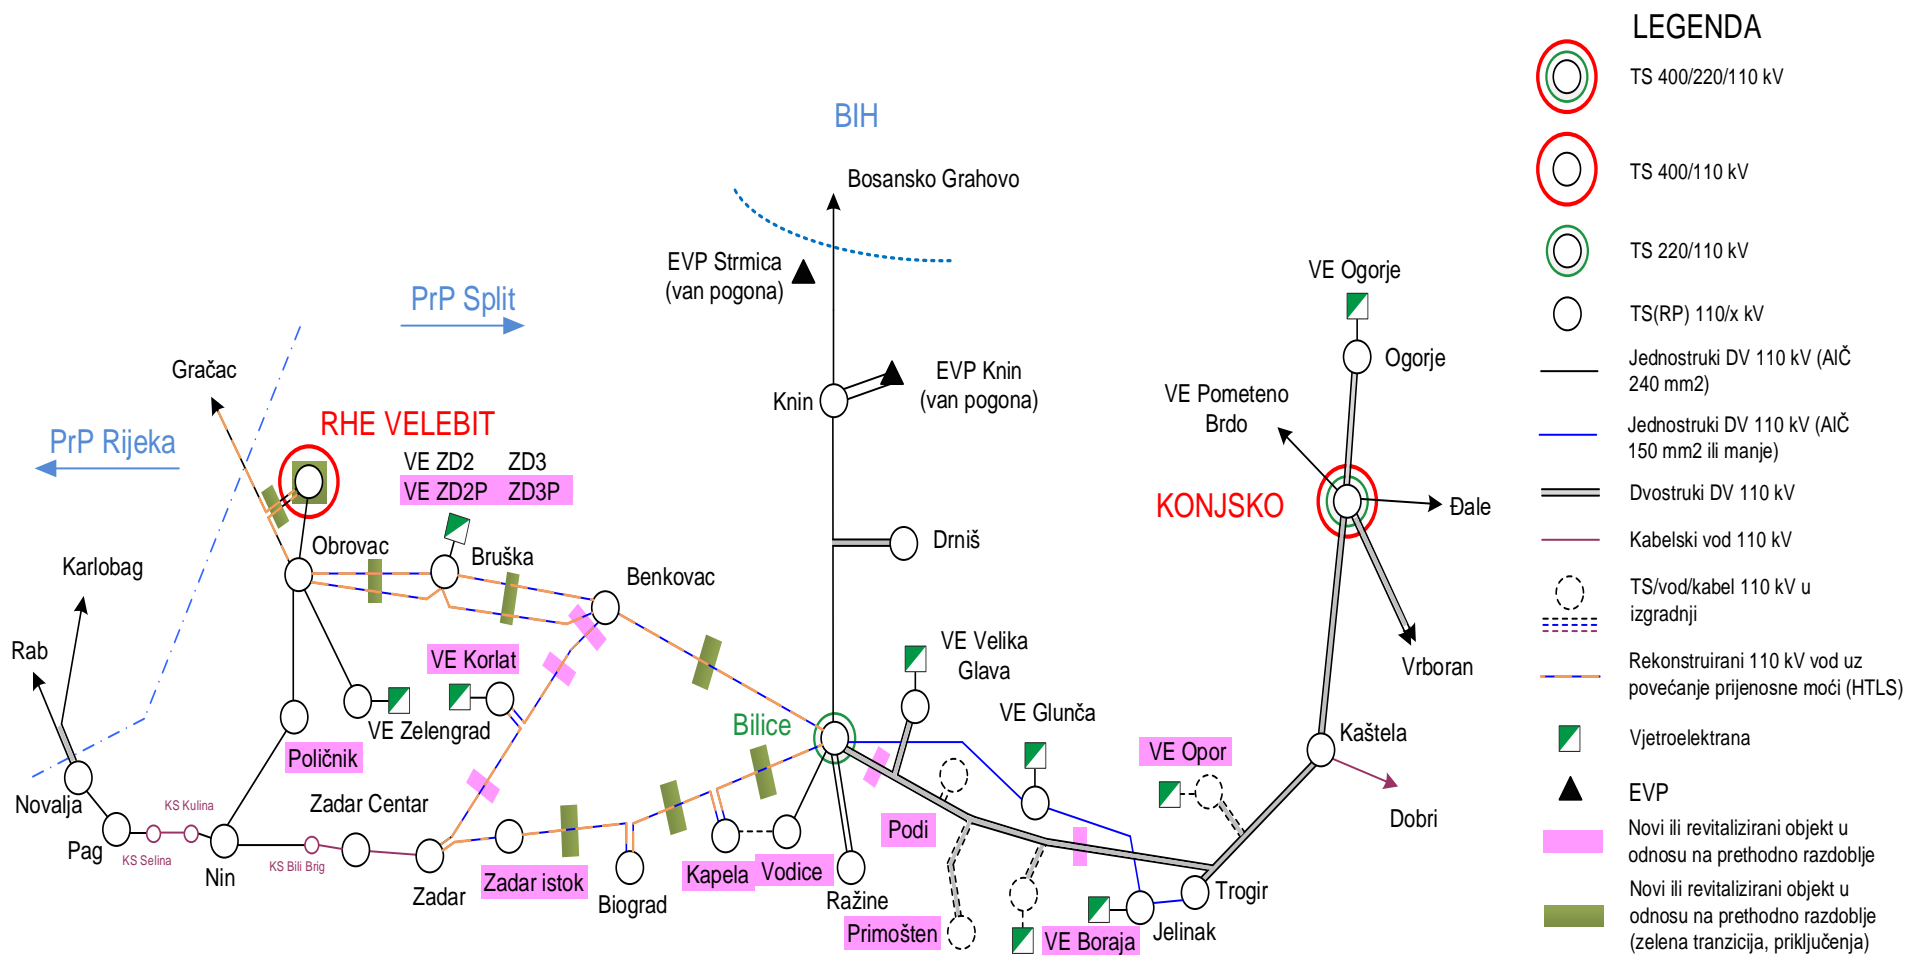 LEGENDA
TS 400/220/110 kV
TS 400/110 kV
TS 220/110 kV
TS(RP) 110/x kV
Jednostruki DV 110 kV (AlČ
240 mm2)
Jednostruki DV 110 kV (AlČ
150 mm2 ili manje)
Dvostruki DV 110 kV
Kabelski vod 110 kV
TS/vod/kabel 110 kV u
izgradnji
Rekonstruirani 110 kV vod uz
povećanje prijenosne moći (HTLS)
Vjetroelektrana
EVP
Novi ili revitalizirani objekt u
odnosu na prethodno razdoblje
Novi ili revitalizirani objekt u
odnosu na prethodno razdoblje
(zelena tranzicija, priključenja)
BIH
Bosansko Grahovo
EVP Strmica
(van pogona)
PrP Split
Gračac
PrP Rijeka
RHE VELEBIT
VE ZD2 ZD3
VE ZD2P ZD3P
Knin
EVP Knin
(van pogona)
VE Ogorje
Ogorje
VE Pometeno
Brdo
KONJSKO
Đale
Vrboran
Drniš
Obrovac
Bruška
Benkovac
Karlobag
Rab
VE Korlat
VE Zelengrad
Poličnik
Bilice
VE Velika
Glava
VE Glunča
VE Opor
Kaštela
Dobri
Novalja
Pag
KS Kulina
KS Selina
Nin
Zadar Centar
KS Bili Brig
Zadar
Zadar istok
Biograd
Kapela
Vodice
Ražine
Podi
Primošten
VE Boraja
Jelinak
Trogir